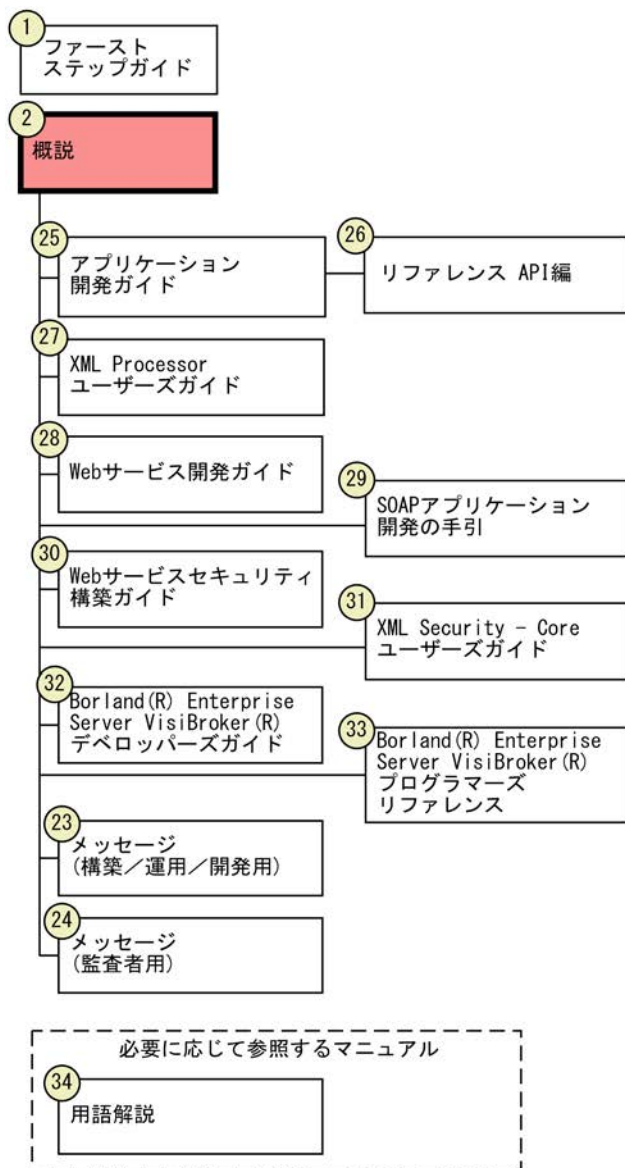 1
ファースト
ステップガイド
2
概説
25
アプリケーション
開発ガイド
26
リファレンス API編
27
XML Processor
ユーザーズガイド
28
Webサービス開発ガイド
29
SOAPアプリケーション
開発の手引
30
Webサービスセキュリティ
構築ガイド
31
XML Security - Core
ユーザーズガイド
32
Borland(R) Enterprise
Server VisiBroker(R)
デベロッパーズガイド
33
Borland(R) Enterprise
Server VisiBroker(R)
プログラマーズ
リファレンス
23
メッセージ
(構築／運用／開発用)
24
メッセージ
(監査者用)
必要に応じて参照するマニュアル
34
用語解説